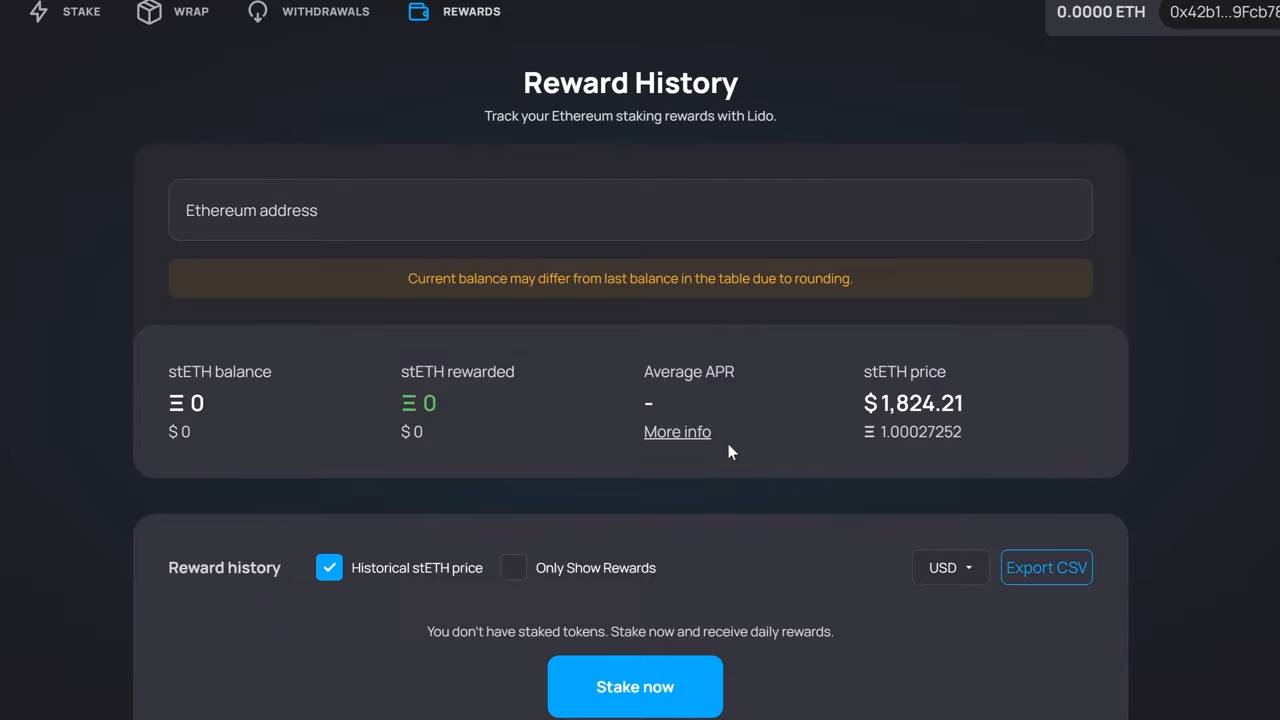 STAKE WRAP WITHDRAWALS REWARDS 0.0000 ETH 0x42b1...9Fcb78
Reward History
Track your Ethereum staking rewards with Lido.
Ethereum address
Current balance may differ from last balance in the table due to rounding.
stETH balance stETH rewarded Average APR stETH price
Ξ 0 Ξ 0 - $ 1,824.21
$ 0 $ 0 More info Ξ 1.00027252
Reward history Historical stETH price Only Show Rewards USD Export CSV
You don't have staked tokens. Stake now and receive daily rewards.
Stake now